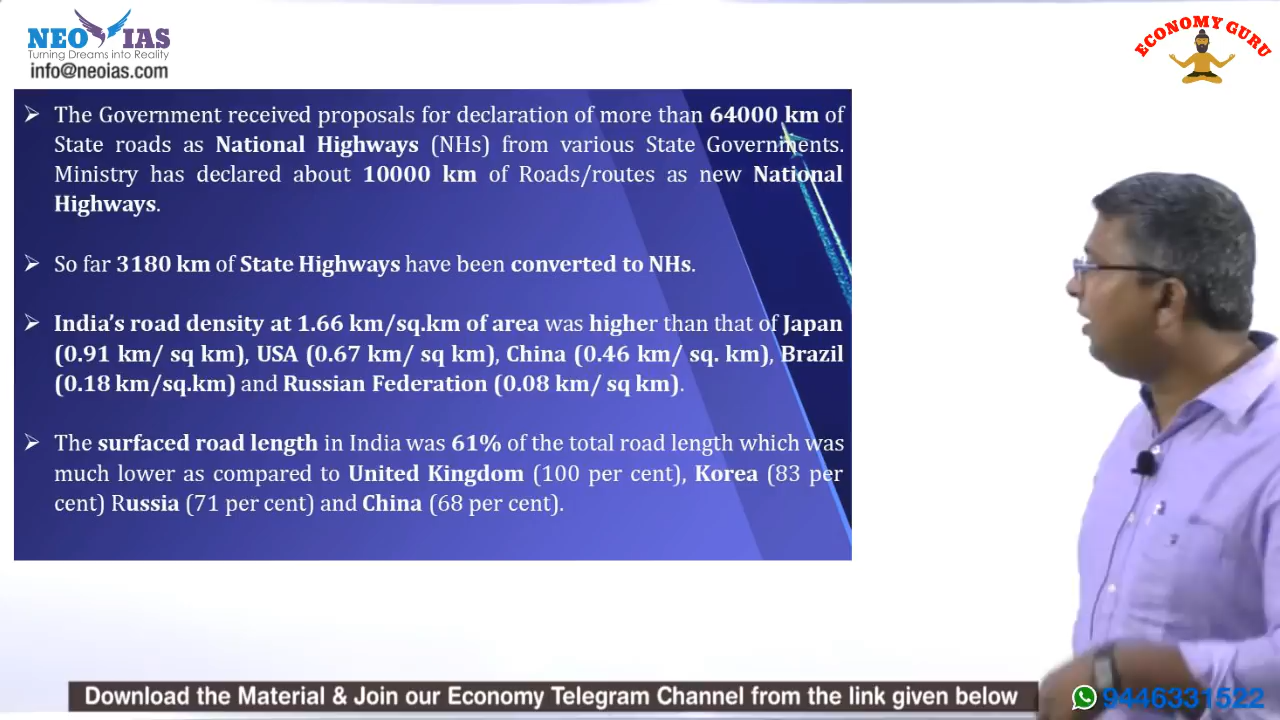 NEO IAS
Turning Dreams into Reality
info@neoias.com
ECONOMY GURU
➢ The Government received proposals for declaration of more than 64000 km of
State roads as National Highways (NHs) from various State Governments.
Ministry has declared about 10000 km of Roads/routes as new National
Highways.
➢ So far 3180 km of State Highways have been converted to NHs.
➢ India's road density at 1.66 km/sq.km of area was higher than that of Japan
(0.91 km/ sq km), USA (0.67 km/ sq km), China (0.46 km/ sq. km), Brazil
(0.18 km/sq.km) and Russian Federation (0.08 km/ sq km).
➢ The surfaced road length in India was 61% of the total road length which was
much lower as compared to United Kingdom (100 per cent), Korea (83 per
cent) Russia (71 per cent) and China (68 per cent).
Download the Material & Join our Economy Telegram Channel from the link given below
9446331522